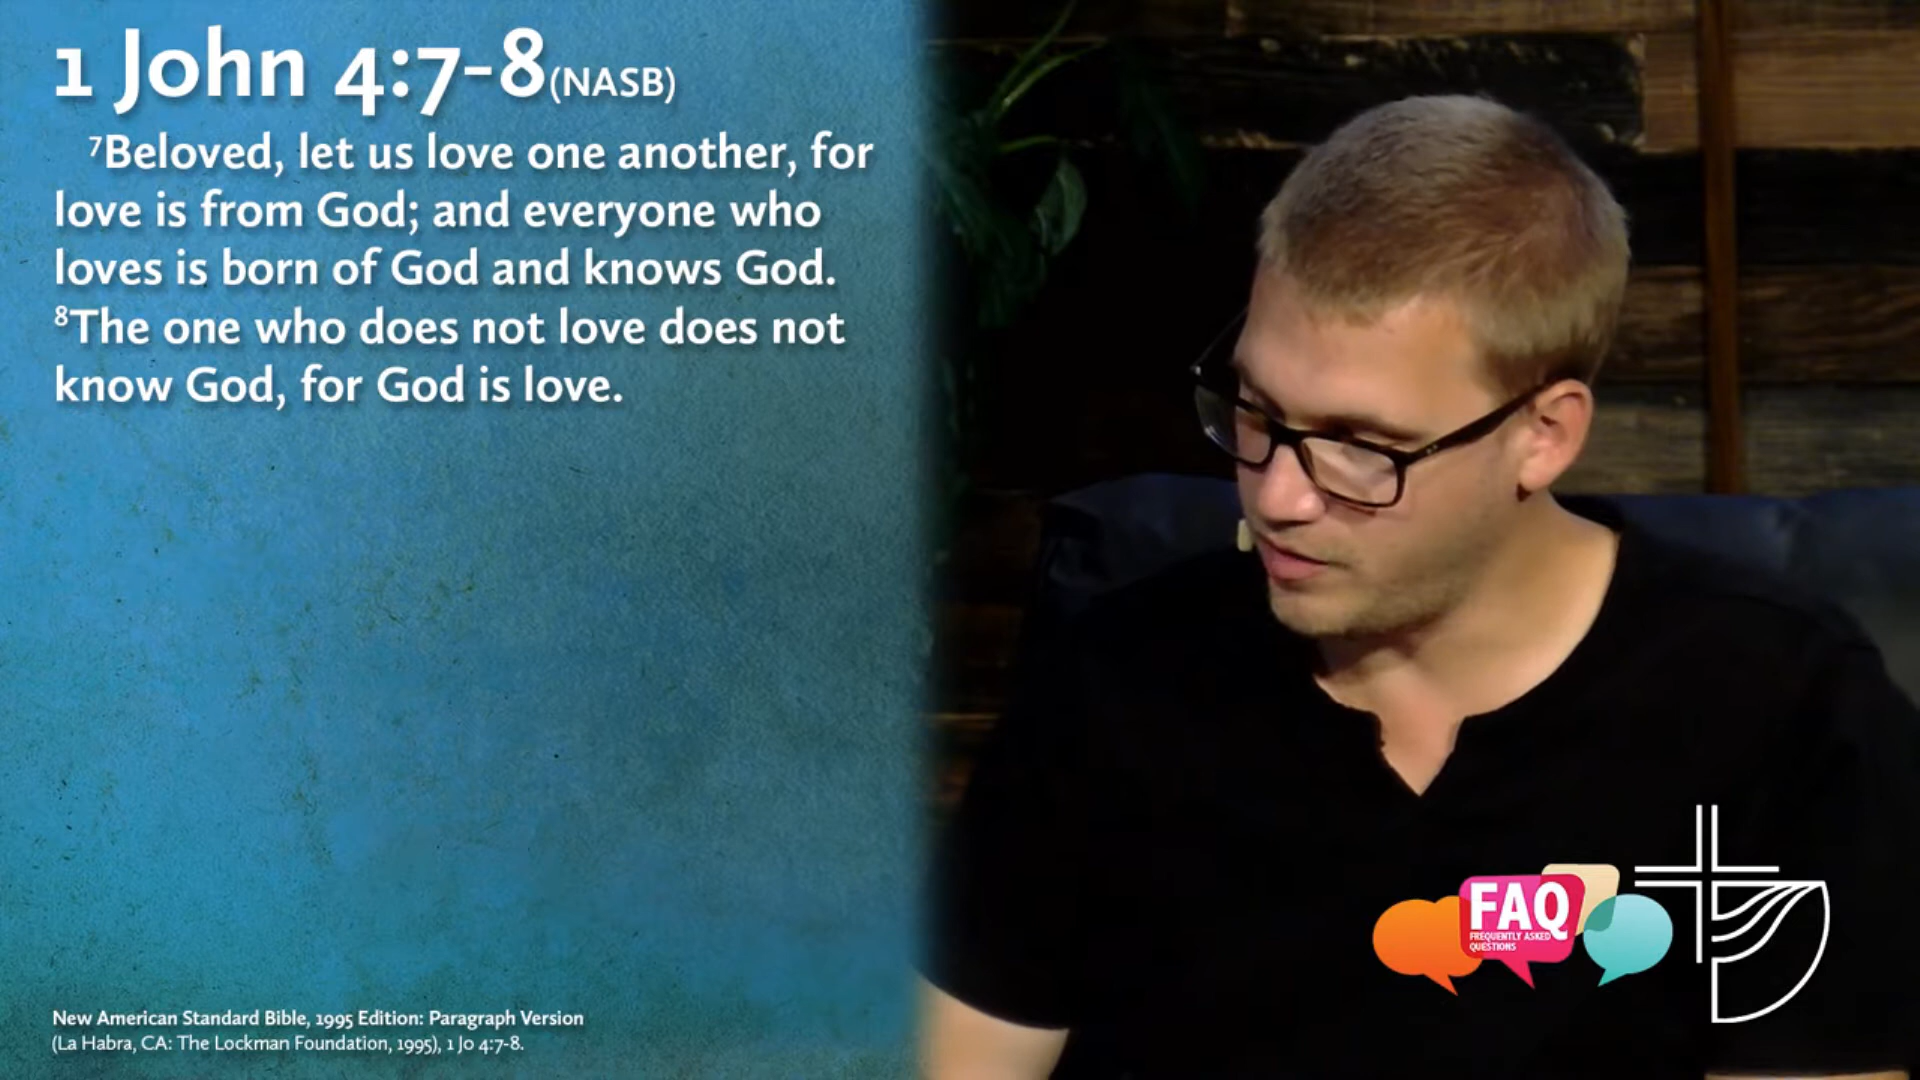 1 John 4:7-8(NASB)
⁷Beloved, let us love one another, for
love is from God; and everyone who
loves is born of God and knows God.
⁸The one who does not love does not
know God, for God is love.
FAQ
FREQUENTLY ASKED
QUESTIONS
New American Standard Bible, 1995 Edition: Paragraph Version
(La Habra, CA: The Lockman Foundation, 1995), 1 Jo 4:7-8.